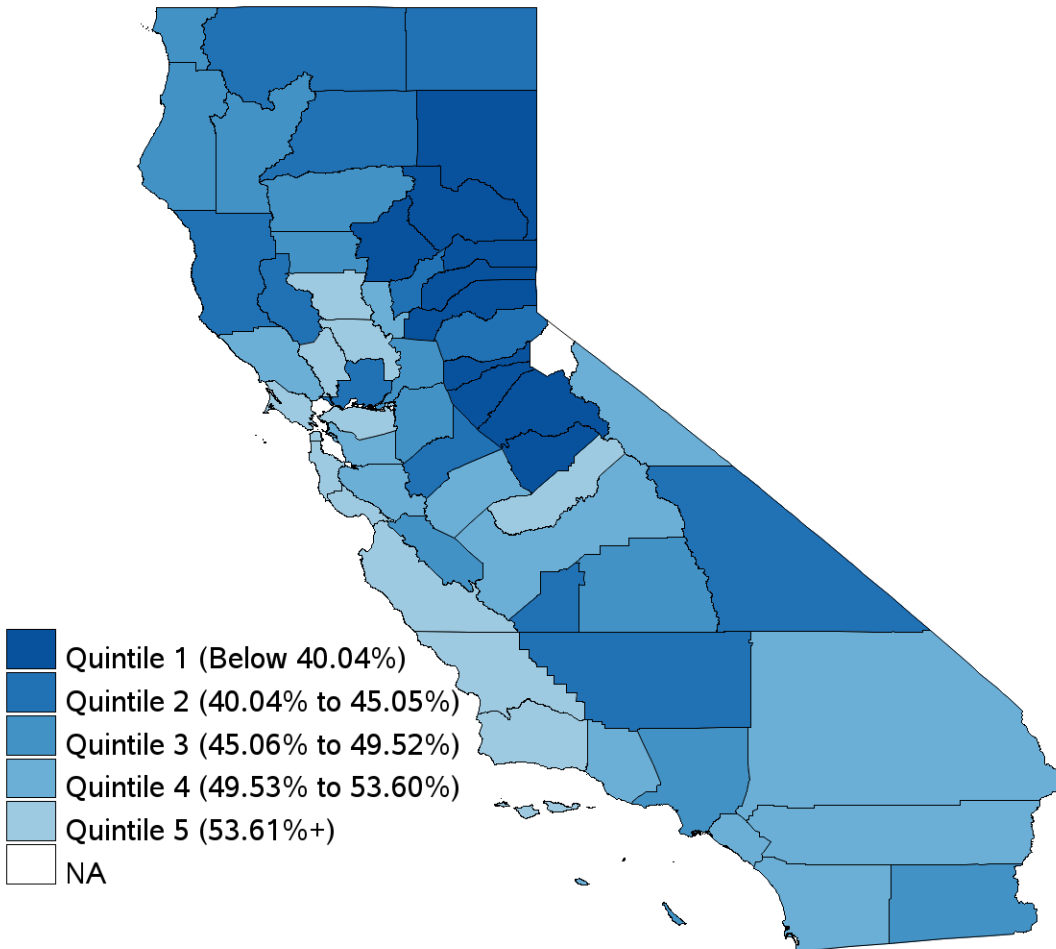 Quintile 1 (Below 40.04%)
Quintile 2 (40.04% to 45.05%)
Quintile 3 (45.06% to 49.52%)
Quintile 4 (49.53% to 53.60%)
Quintile 5 (53.61%+)
NA